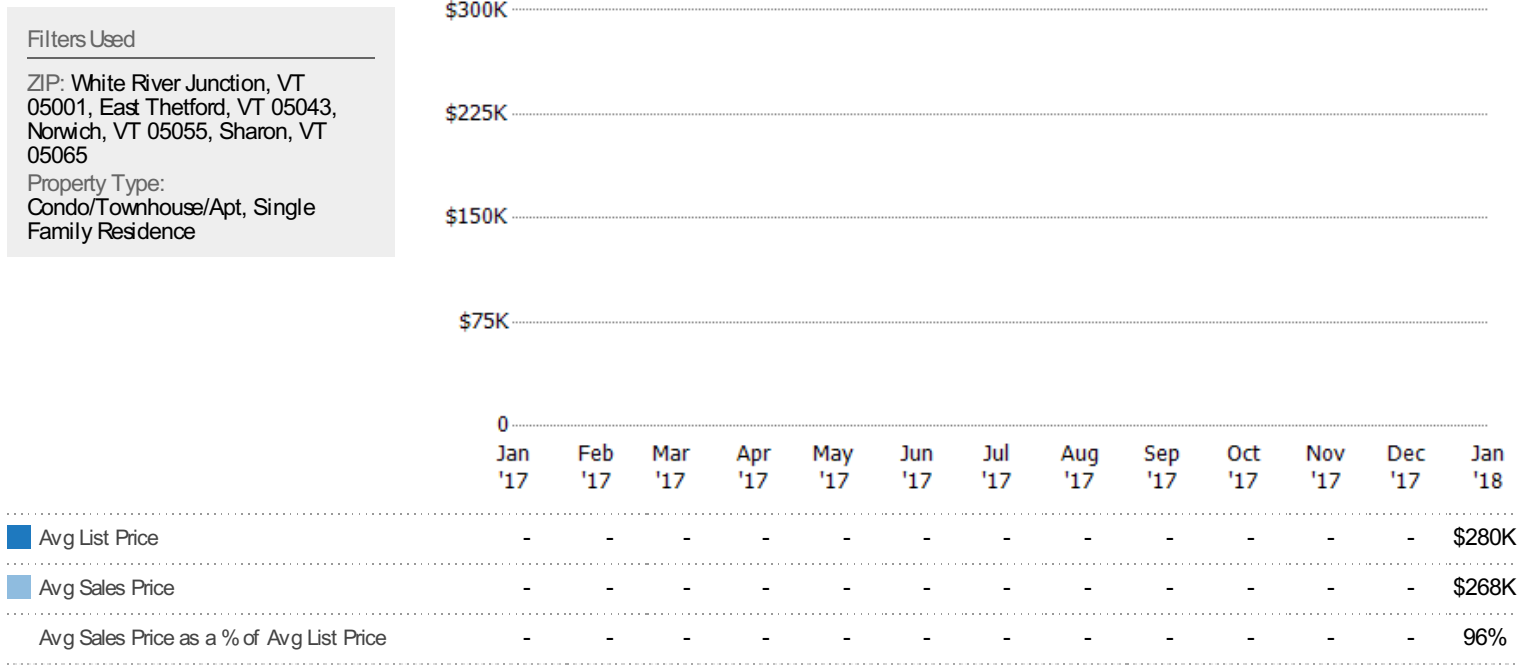 Filters Used
ZIP: White River Junction, VT
05001, East Thetford, VT 05043,
Norwich, VT 05055, Sharon, VT
05065
Property Type:
Condo/Townhouse/Apt, Single
Family Residence
$300K
$225K
$150K
$75K
0
Jan Feb Mar Apr May Jun Jul Aug Sep Oct Nov Dec Jan
'17 '17 '17 '17 '17 '17 '17 '17 '17 '17 '17 '17 '18
Avg List Price - - - - - - - - - - - - $280K
Avg Sales Price - - - - - - - - - - - - $268K
Avg Sales Price as a % of Avg List Price - - - - - - - - - - - - 96%